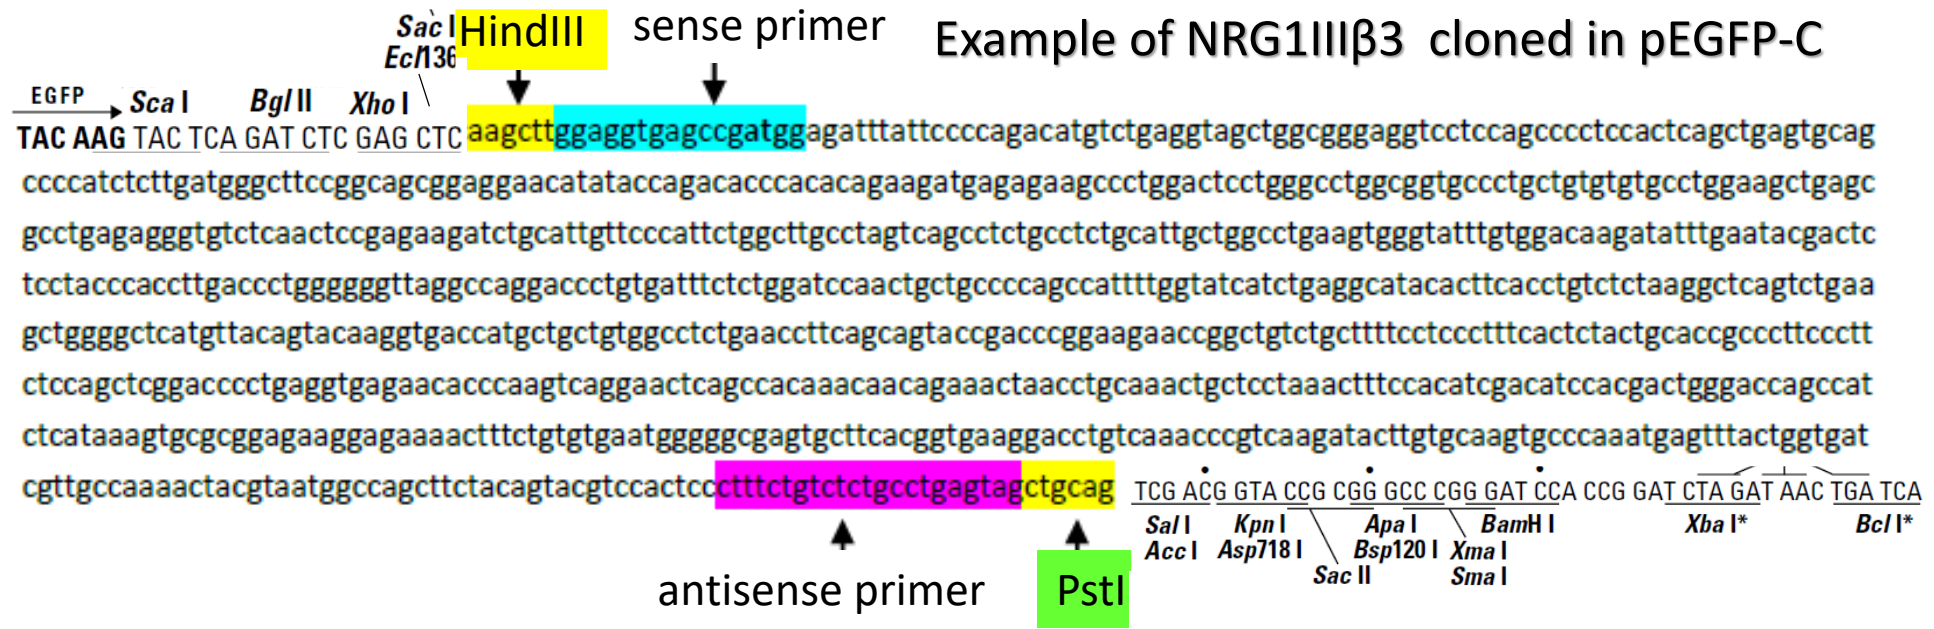 Sac I HindIII sense primer Example of NRG1IIIβ3 cloned in pEGFP-C
Ecl136
EGFP Sca I Bgl II Xho I
TAC AAG TAC TCA GAT CTC GAG CTC aagcttggaggtgagccgatggagatttattccccagacatgtctgaggtagctggcgggaggtcctccagcccctccactcagctgagtgcag
ccccatctcttgatgggcttccggcagcggaggaacatataccagacacccacacagaagatgagagaagccctggactcctgggcctggcggtgccctgctgtgtgtgcctggaagctgagc
gcctgagagggtgtctcaactccgagaagatctgcattgttcccattctggcttgcctagtcagcctctgcctctgcattgctggcctgaagtgggtatttgtggacaagatatttgaatacgactc
tcctacccaccttgaccctggggggttaggccaggaccctgtgatttctctggatccaactgctgccccagccattttggtatcatctgaggcatacacttcacctgtctctaaggctcagtctgaa
gctggggctcatgttacagtacaaggtgaccatgctgctgtggcctctgaaccttcagcagtaccgacccggaagaaccggctgtctgcttttcctccctttcactctactgcaccgcccttccctt
ctccagctcggacccctgaggtgagaacacccaagtcaggaactcagccacaaacaacagaaactaacctgcaaactgctcctaaactttccacatcgacatccacgactgggaccagccat
ctcataaagtgcgcggagaaggagaaaactttctgtgtgaatgggggcgagtgcttcacggtgaaggacctgtcaaacccgtcaagatacttgtgcaagtgcccaaatgagtttactggtgat
cgttgccaaaactacgtaatggccagcttctacagtacgtccactccctttctgtctctgcctgagtagctgcag TCG ACG GTA CCG CGG GCC CGG GAT CCA CCG GAT CTA GAT AAC TGA TCA
Sal I Kpn I Apa I BamH I Xba I* Bcl I*
Acc I Asp718 I Bsp120 I Xma I
Sac II Sma I
antisense primer PstI